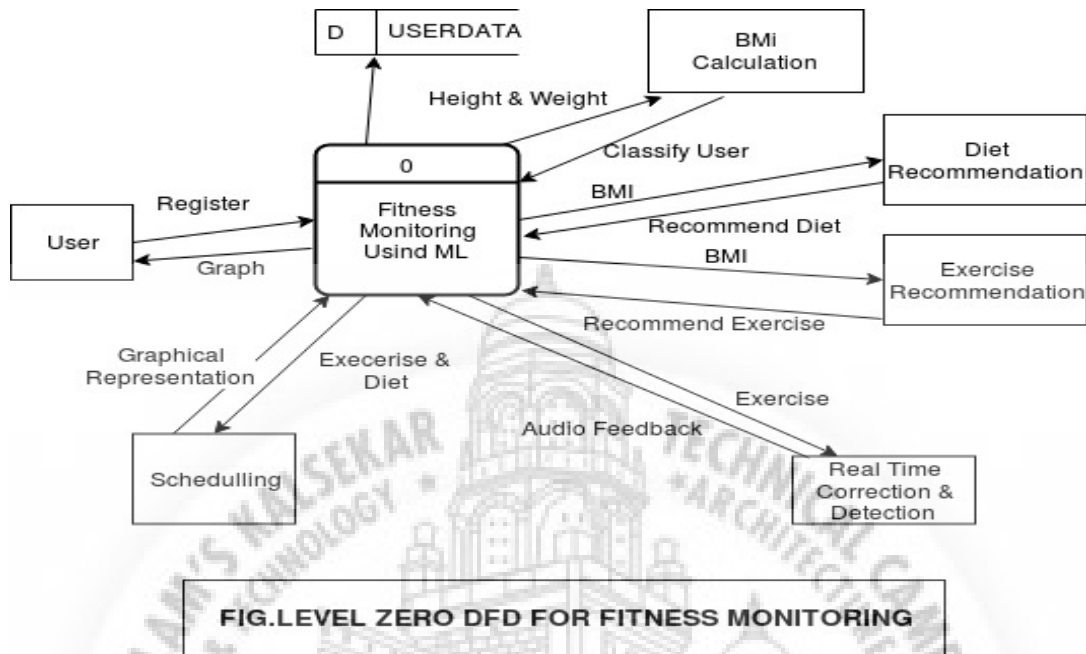 D USERDATA
BMi
Calculation
Height & Weight
Classify User
0
Diet
Recommendation
BMI
Register
Fitness
Monitoring
Usind ML
User
Recommend Diet
Graph
BMI
Exercise
Recommendation
Recommend Exercise
Graphical
Representation
Execerise &
Diet
Exercise
Audio Feedback
Schedulling
Real Time
Correction &
Detection
KALSEKAR
TECHNICAL
FIG.LEVEL ZERO DFD FOR FITNESS MONITORING